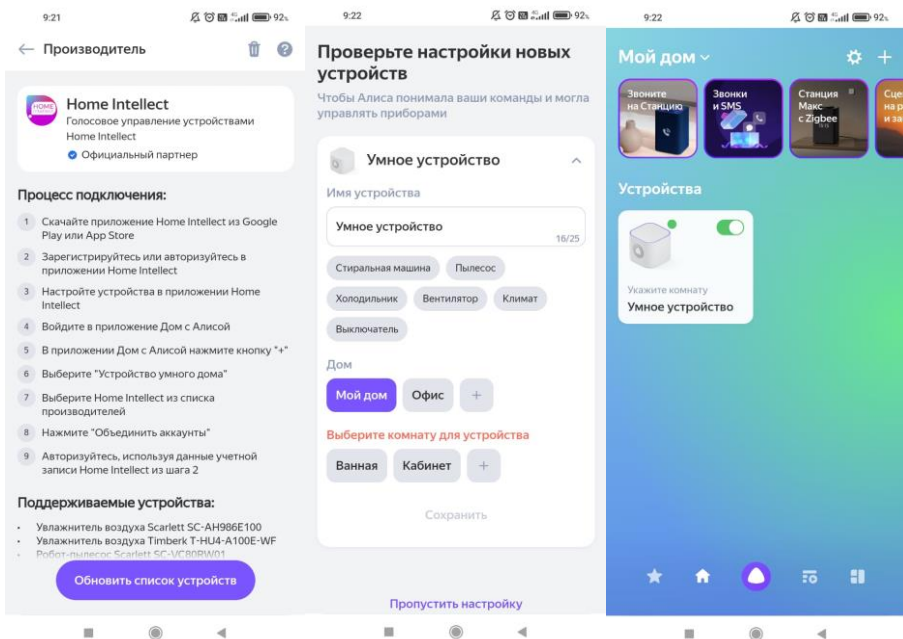 9:21
92%
Производитель
HOME
Home Intellect
Голосовое управление устройствами
Home Intellect
Официальный партнер
Процесс подключения:
1 Скачайте приложение Home Intellect из Google
Play или App Store
2 Зарегистрируйтесь или авторизуйтесь в
приложении Home Intellect
3 Настройте устройства в приложении Home
Intellect
4 Войдите в приложение Дом с Алисой
5 В приложении Дом с Алисой нажмите кнопку "+"
6 Выберите "Устройство умного дома"
7 Выберите Home Intellect из списка
производителей
8 Нажмите "Объединить аккаунты"
9 Авторизуйтесь, используя данные учетной
записи Home Intellect из шага 2
Поддерживаемые устройства:
• Увлажнитель воздуха Scarlett SC-AH986E100
• Увлажнитель воздуха Timberk T-HU4-A100E-WF
• Робот-пылесос Scarlett SC-VC80RW01
Обновить список устройств
9:22
92%
Проверьте настройки новых
устройств
Чтобы Алиса понимала ваши команды и могла
управлять приборами
Умное устройство
Имя устройства
Умное устройство
16/25
Стиральная машина Пылесос
Холодильник Вентилятор Климат
Выключатель
Дом
Мой дом Офис +
Выберите комнату для устройства
Ванная Кабинет +
Сохранить
Пропустить настройку
9:22
92%
Мой дом
Звоните
на Станцию
Звонки
и SMS
Станция
Макс
с Zigbee
Устройства
Укажите комнату
Умное устройство